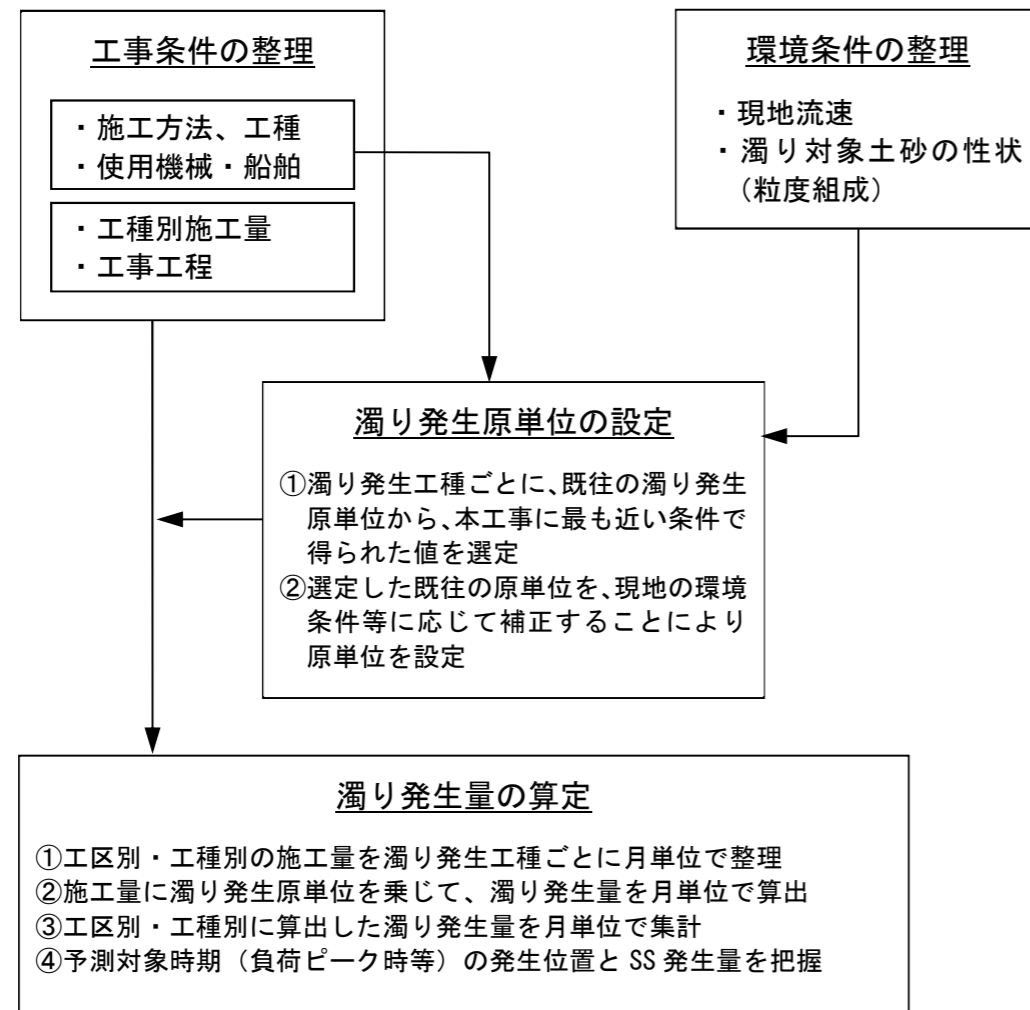 工事条件の整理
・施工方法、工種
・使用機械・船舶
・工種別施工量
・工事工程
環境条件の整理
・現地流速
・濁り対象土砂の性状
(粒度組成)
濁り発生原単位の設定
①濁り発生工種ごとに、既往の濁り発生
原単位から、本工事に最も近い条件で
得られた値を選定
②選定した既往の原単位を、現地の環境
条件等に応じて補正することにより
原単位を設定
濁り発生量の算定
①工区別・工種別の施工量を濁り発生工種ごとに月単位で整理
②施工量に濁り発生原単位を乗じて、濁り発生量を月単位で算出
③工区別・工種別に算出した濁り発生量を月単位で集計
④予測対象時期（負荷ピーク時等）の発生位置と SS 発生量を把握